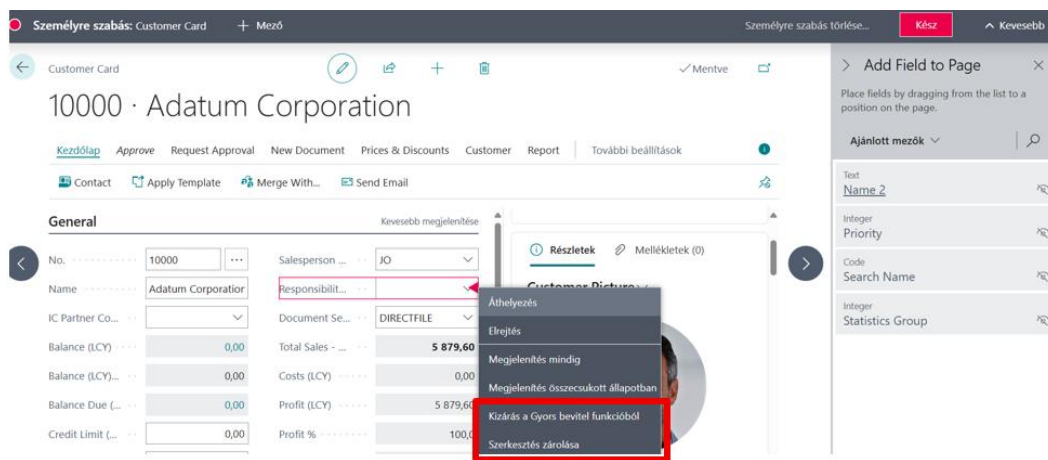 Személyre szabás: Customer Card + Mező Személyre szabás törlése... Kész Kevesebb
Customer Card Mentve
10000 · Adatum Corporation
Kezdőlap Approve Request Approval New Document Prices & Discounts Customer Report További beállítások
Contact Apply Template Merge With... Send Email
General Kevesebb megjelenítése
No. 10000 ... Salesperson ... JO
Name Adatum Corporation Responsibilit...
IC Partner Co... Document Se... DIRECTFILE
Balance (LCY) 0,00 Total Sales - ... 5 879,60
Balance (LCY)... 0,00 Costs (LCY) 0,00
Balance Due (... 0,00 Profit (LCY) 5 879,60
Credit Limit (... 0,00 Profit % 100,0
Részletek Mellékletek (0)
Customer Picture
Áthelyezés
Elrejtés
Megjelenítés mindig
Megjelenítés összecsukott állapotban
Kizárás a Gyors bevitel funkcióból
Szerkesztés zárolása
Add Field to Page
Place fields by dragging from the list to a
position on the page.
Ajánlott mezők
Text
Name 2
Integer
Priority
Code
Search Name
Integer
Statistics Group